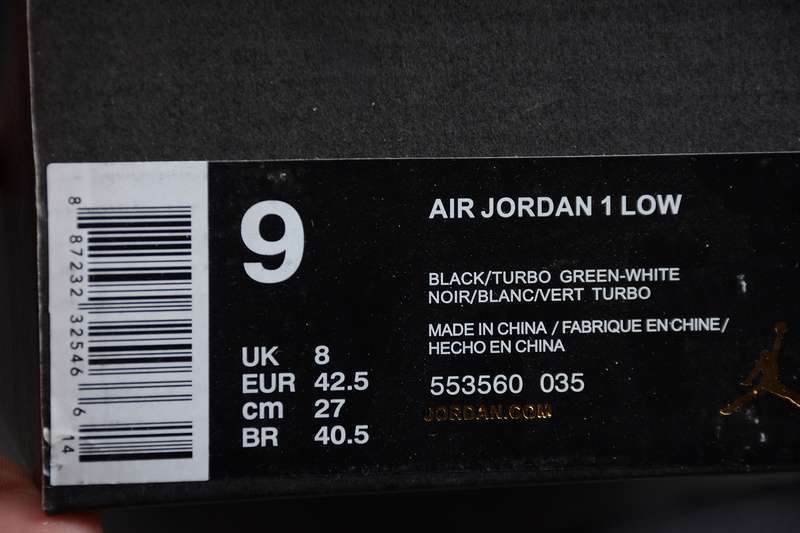 8 87232 32546 6 14
9
UK 8
EUR 42.5
cm 27
BR 40.5
AIR JORDAN 1 LOW
BLACK/TURBO GREEN-WHITE
NOIR/BLANC/VERT TURBO
MADE IN CHINA / FABRIQUE EN CHINE /
HECHO EN CHINA
553560 035
JORDAN.COM